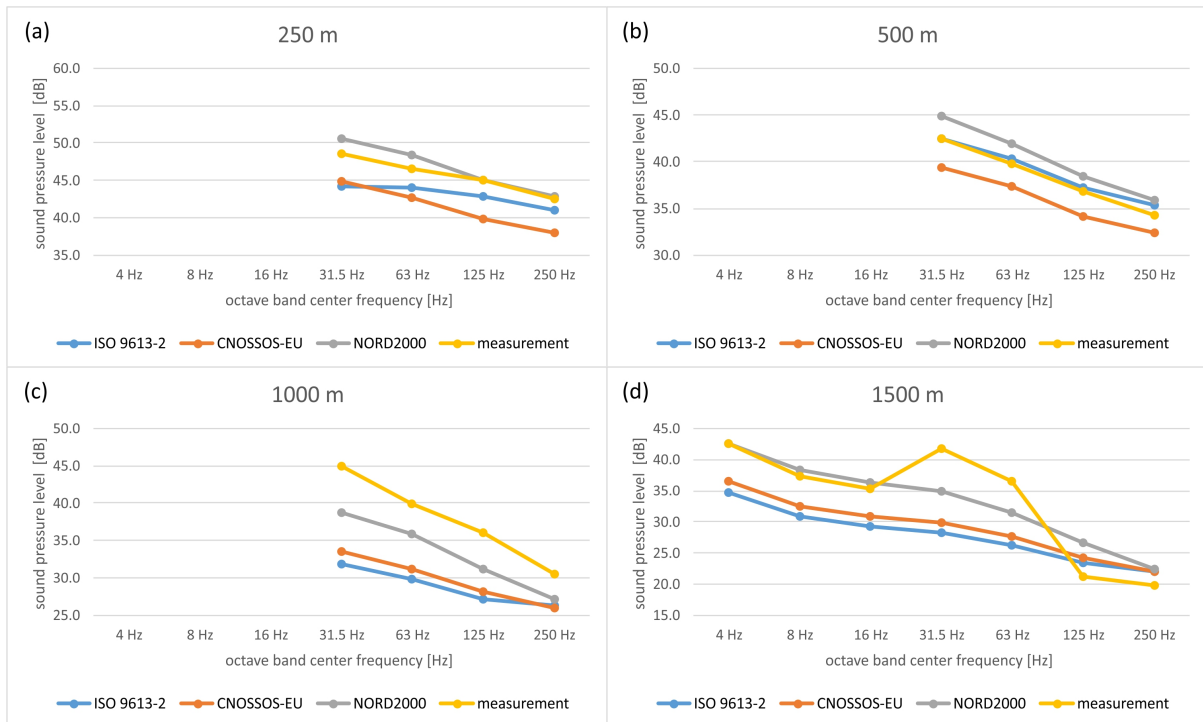 (a)
250 m
60.0
55.0
50.0
45.0
40.0
35.0
sound pressure level [dB]
4 Hz 8 Hz 16 Hz 31.5 Hz 63 Hz 125 Hz 250 Hz
octave band center frequency [Hz]
ISO 9613-2 CNOSSOS-EU NORD2000 measurement
(b)
500 m
50.0
45.0
40.0
35.0
30.0
sound pressure level [dB]
4 Hz 8 Hz 16 Hz 31.5 Hz 63 Hz 125 Hz 250 Hz
octave band center frequency [Hz]
ISO 9613-2 CNOSSOS-EU NORD2000 measurement
(c)
1000 m
50.0
45.0
40.0
35.0
30.0
25.0
sound pressure level [dB]
4 Hz 8 Hz 16 Hz 31.5 Hz 63 Hz 125 Hz 250 Hz
octave band center frequency [Hz]
ISO 9613-2 CNOSSOS-EU NORD2000 measurement
(d)
1500 m
45.0
40.0
35.0
30.0
25.0
20.0
15.0
sound pressure level [dB]
4 Hz 8 Hz 16 Hz 31.5 Hz 63 Hz 125 Hz 250 Hz
octave band center frequency [Hz]
ISO 9613-2 CNOSSOS-EU NORD2000 measurement